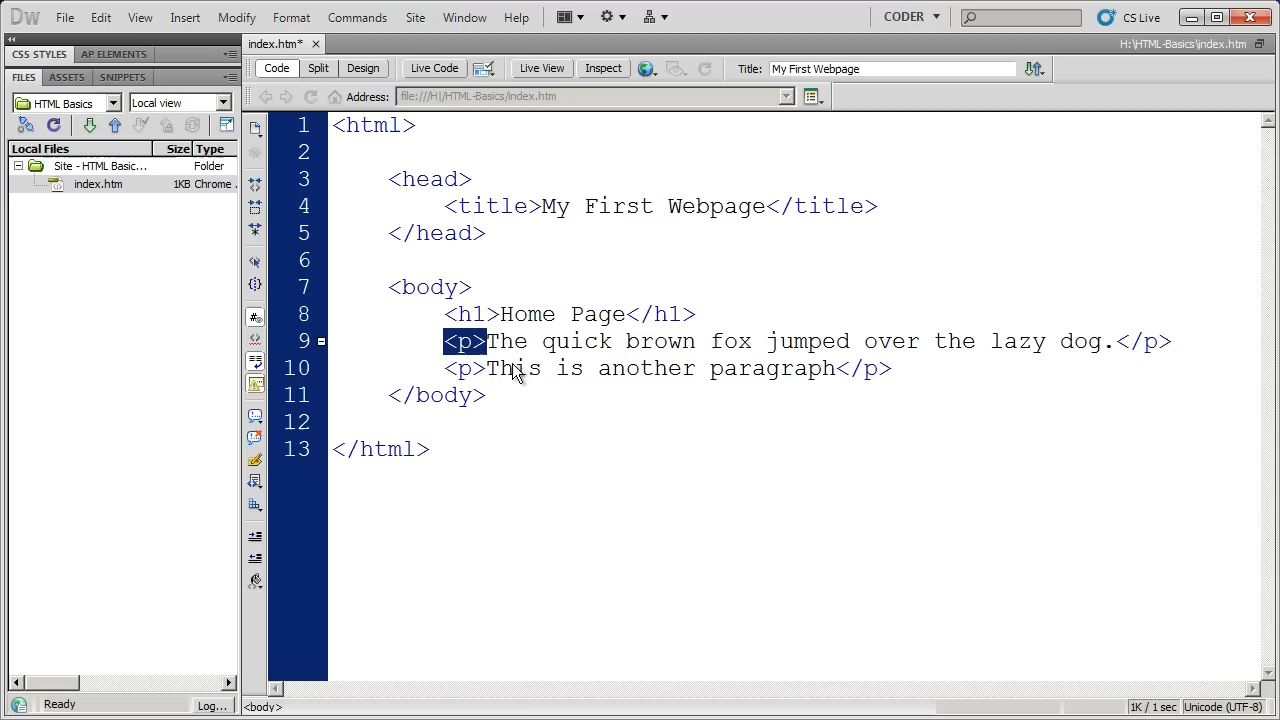 Dw File Edit View Insert Modify Format Commands Site Window Help CODER CS Live
CSS STYLES AP ELEMENTS
index.htm* H:\HTML-Basics\index.htm
FILES ASSETS SNIPPETS
Code Split Design Live Code Live View Inspect Title: My First Webpage
HTML Basics Local view
Address: file:///H|/HTML-Basics/index.htm
Local Files Size Type
Site - HTML Basic... Folder
index.htm 1KB Chrome .
1 <html>
2
3 <head>
4 <title>My First Webpage</title>
5 </head>
6
7 <body>
8 <h1>Home Page</h1>
9 <p>The quick brown fox jumped over the lazy dog.</p>
10 <p>This is another paragraph</p>
11 </body>
12
13 </html>
Ready Log...
<body> 1K / 1 sec Unicode (UTF-8)